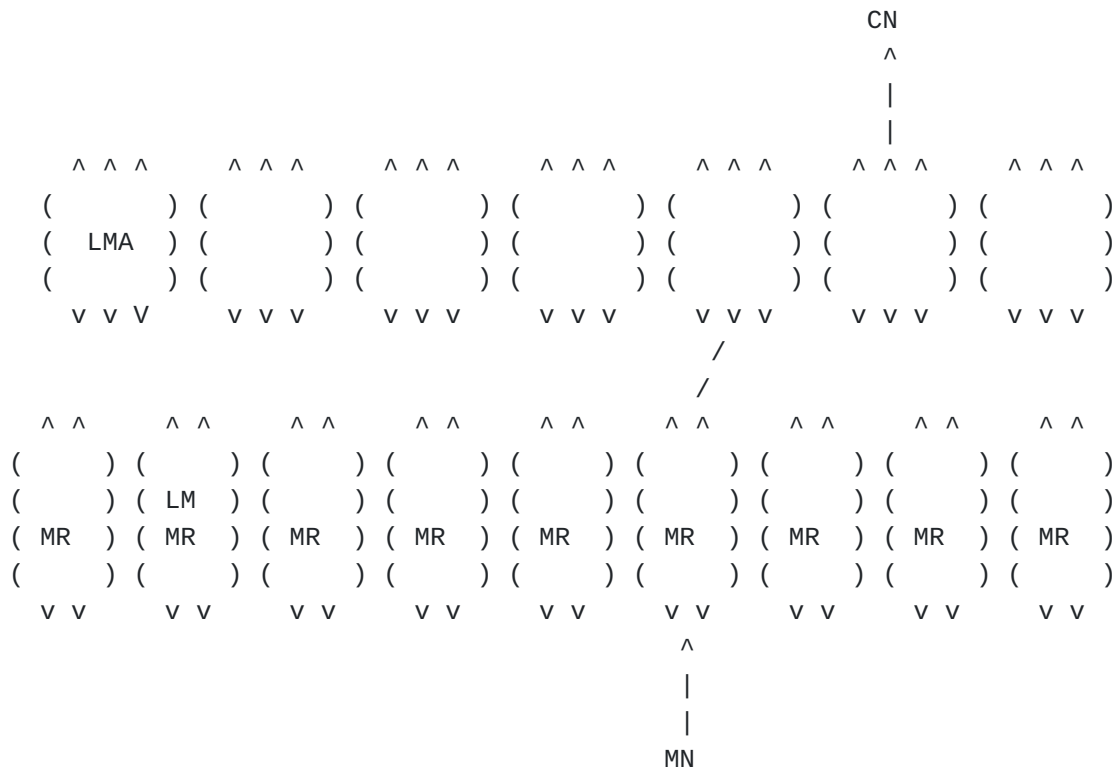 CN
^
|
|
^ ^ ^ ^ ^ ^ ^ ^ ^ ^ ^ ^ ^ ^ ^ ^ ^ ^ ^ ^ ^
( ) ( ) ( ) ( ) ( ) ( ) ( )
( LMA ) ( ) ( ) ( ) ( ) ( ) ( )
( ) ( ) ( ) ( ) ( ) ( ) ( )
v v V v v v v v v v v v v v v v v v v v v
/
/
^ ^ ^ ^ ^ ^ ^ ^ ^ ^ ^ ^ ^ ^ ^ ^ ^ ^
( ) ( ) ( ) ( ) ( ) ( ) ( ) ( ) ( )
( ) ( LM ) ( ) ( ) ( ) ( ) ( ) ( ) ( )
( MR ) ( MR ) ( MR ) ( MR ) ( MR ) ( MR ) ( MR ) ( MR ) ( MR )
( ) ( ) ( ) ( ) ( ) ( ) ( ) ( ) ( )
v v v v v v v v v v v v v v v v v v
^
|
|
MN